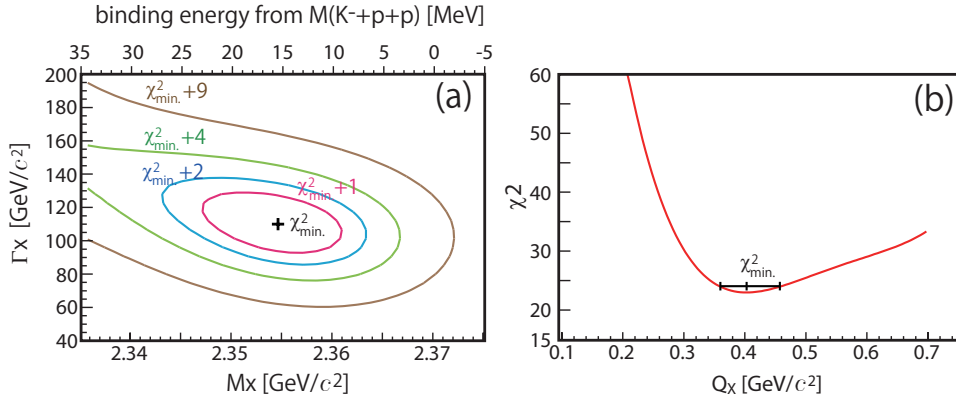 binding energy from M(K-+p+p) [MeV]
35 30 25 20 15 10 5 0 -5
200
180
160
140
120
100
80
60
40
Γx [GeV/c²]
(a)
χ²min.+9
χ²min.+4
χ²min.+2
χ²min.+1
χ²min.
2.34 2.35 2.36 2.37
Mx [GeV/c²]
60
50
40
30
20
15
χ2
(b)
χ²min.
0.1 0.2 0.3 0.4 0.5 0.6 0.7
Qx [GeV/c²]